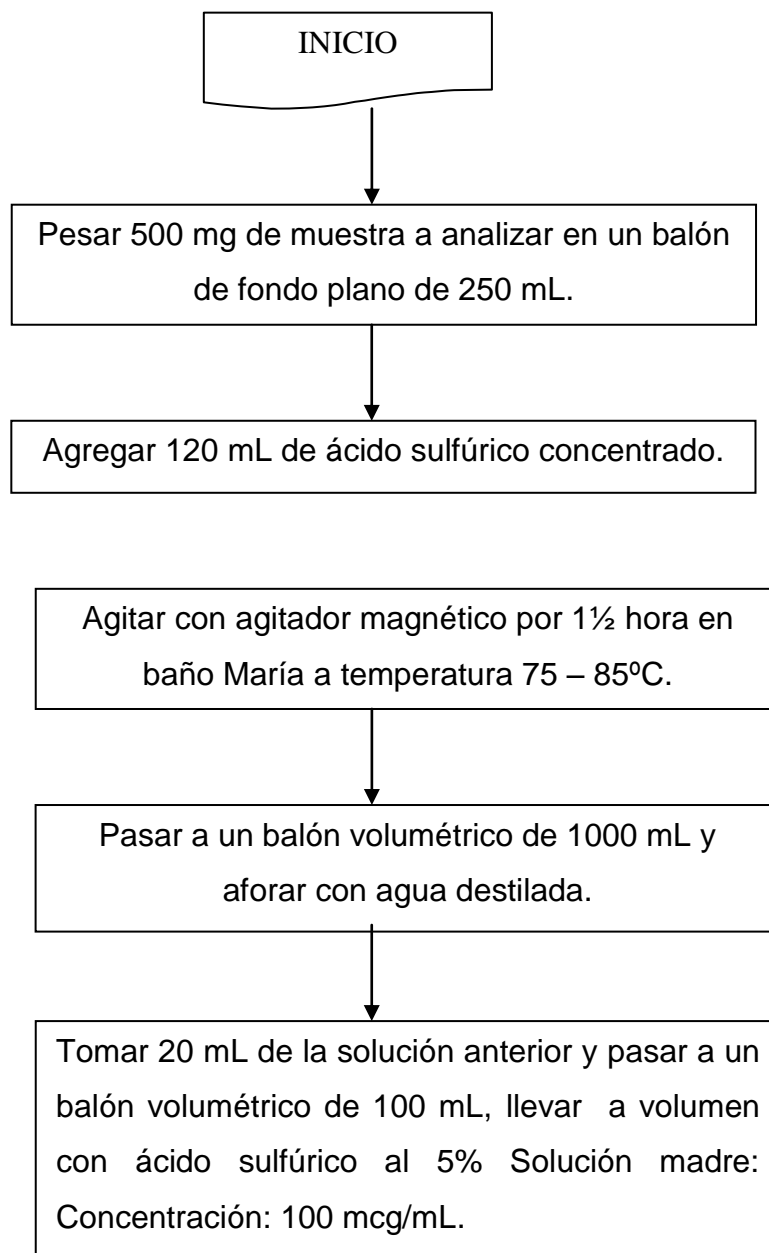 INICIO
Pesar 500 mg de muestra a analizar en un balón
de fondo plano de 250 mL.
Agregar 120 mL de ácido sulfúrico concentrado.
Agitar con agitador magnético por 1½ hora en
baño María a temperatura 75 – 85ºC.
Pasar a un balón volumétrico de 1000 mL y
aforar con agua destilada.
Tomar 20 mL de la solución anterior y pasar a un
balón volumétrico de 100 mL, llevar a volumen
con ácido sulfúrico al 5% Solución madre:
Concentración: 100 mcg/mL.